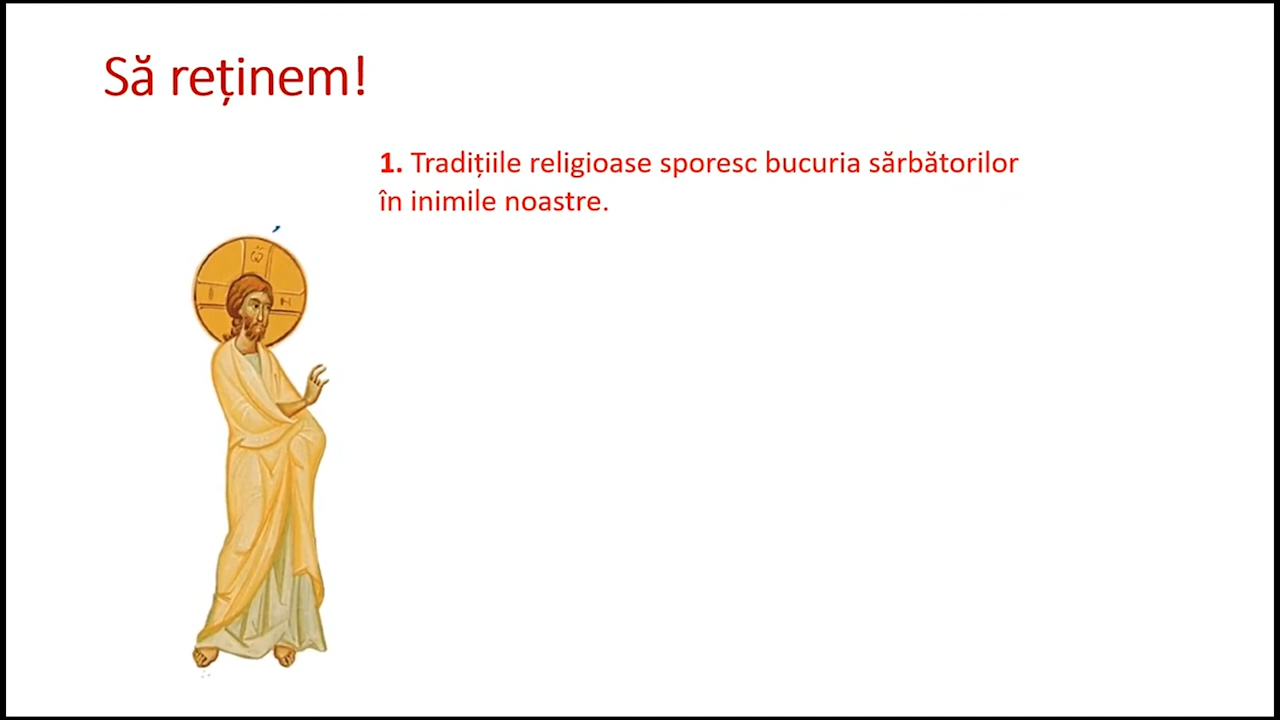 Să reținem!
1. Tradițiile religioase sporesc bucuria sărbătorilor
în inimile noastre.